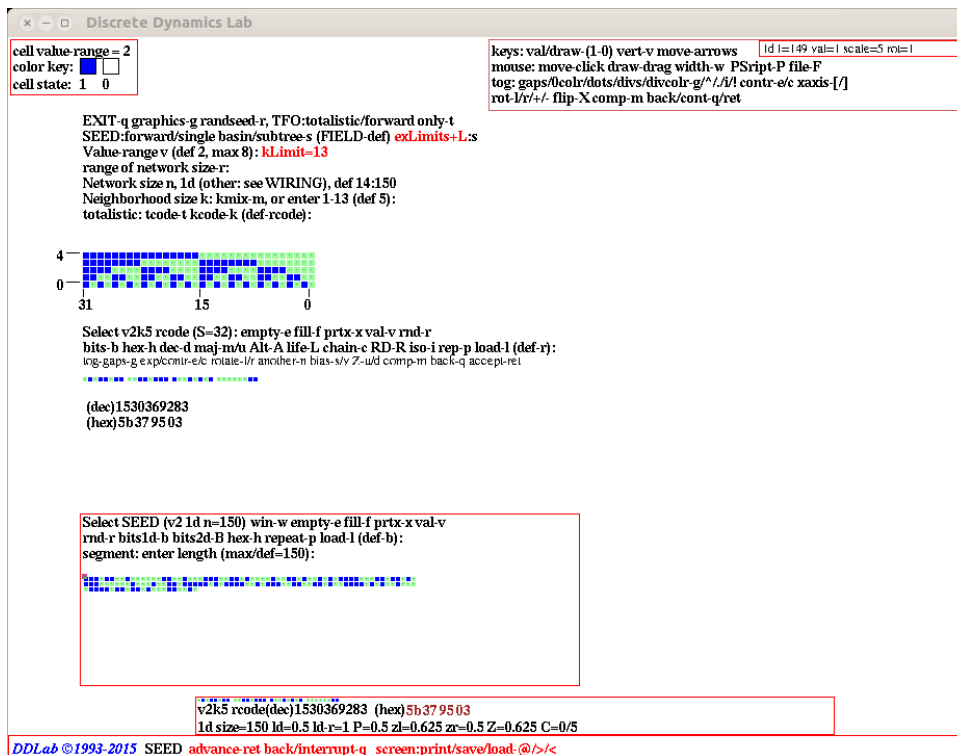 Discrete Dynamics Lab
cell value-range = 2
color key:
cell state: 1 0
keys: val/draw-(1-0) vert-v move-arrows
1d i=149 val=1 scale=5 rot=1
mouse: move-click draw-drag width-w PSript-P file-F
tog: gaps/0colr/dots/divs/divcolr-g/^/./i/! contr-e/c xaxis-[/]
rot-l/r/+/- flip-X comp-m back/cont-q/ret
EXIT-q graphics-g randseed-r, TFO:totalistic/forward only-t
SEED:forward/single basin/subtree-s (FIELD-def) exLimits+L:s
Value-range v (def 2, max 8): kLimit=13
range of network size-r:
Network size n, 1d (other: see WIRING), def 14:150
Neighborhood size k: kmix-m, or enter 1-13 (def 5):
totalistic: tcode-t kcode-k (def-rcode):
4
0
31 15 0
Select v2k5 rcode (S=32): empty-e fill-f prtx-x val-v rnd-r
bits-b hex-h dec-d maj-m/u Alt-A life-L chain-c RD-R iso-i rep-p load-l (def-r):
tog-gaps-g exp/contr-e/c rotate-l/r another-n bias-s/v Z-u/d comp-m back-q accept-ret
(dec)1530369283
(hex)5b379503
Select SEED (v2 1d n=150) win-w empty-e fill-f prtx-x val-v
rnd-r bits1d-b bits2d-B hex-h repeat-p load-l (def-b):
segment: enter length (max/def=150):
v2k5 rcode(dec)1530369283 (hex)5b379503
1d size=150 ld=0.5 ld-r=1 P=0.5 zl=0.625 zr=0.5 Z=0.625 C=0/5
DDLab ©1993-2015 SEED advance-ret back/interrupt-q screen:print/save/load-@/>/<